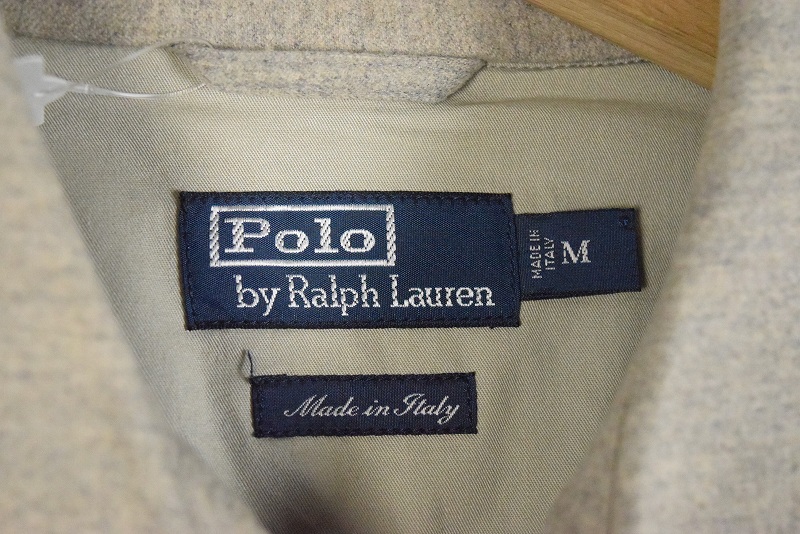 Polo
by Ralph Lauren
MADE IN
ITALY
M
Made in Italy